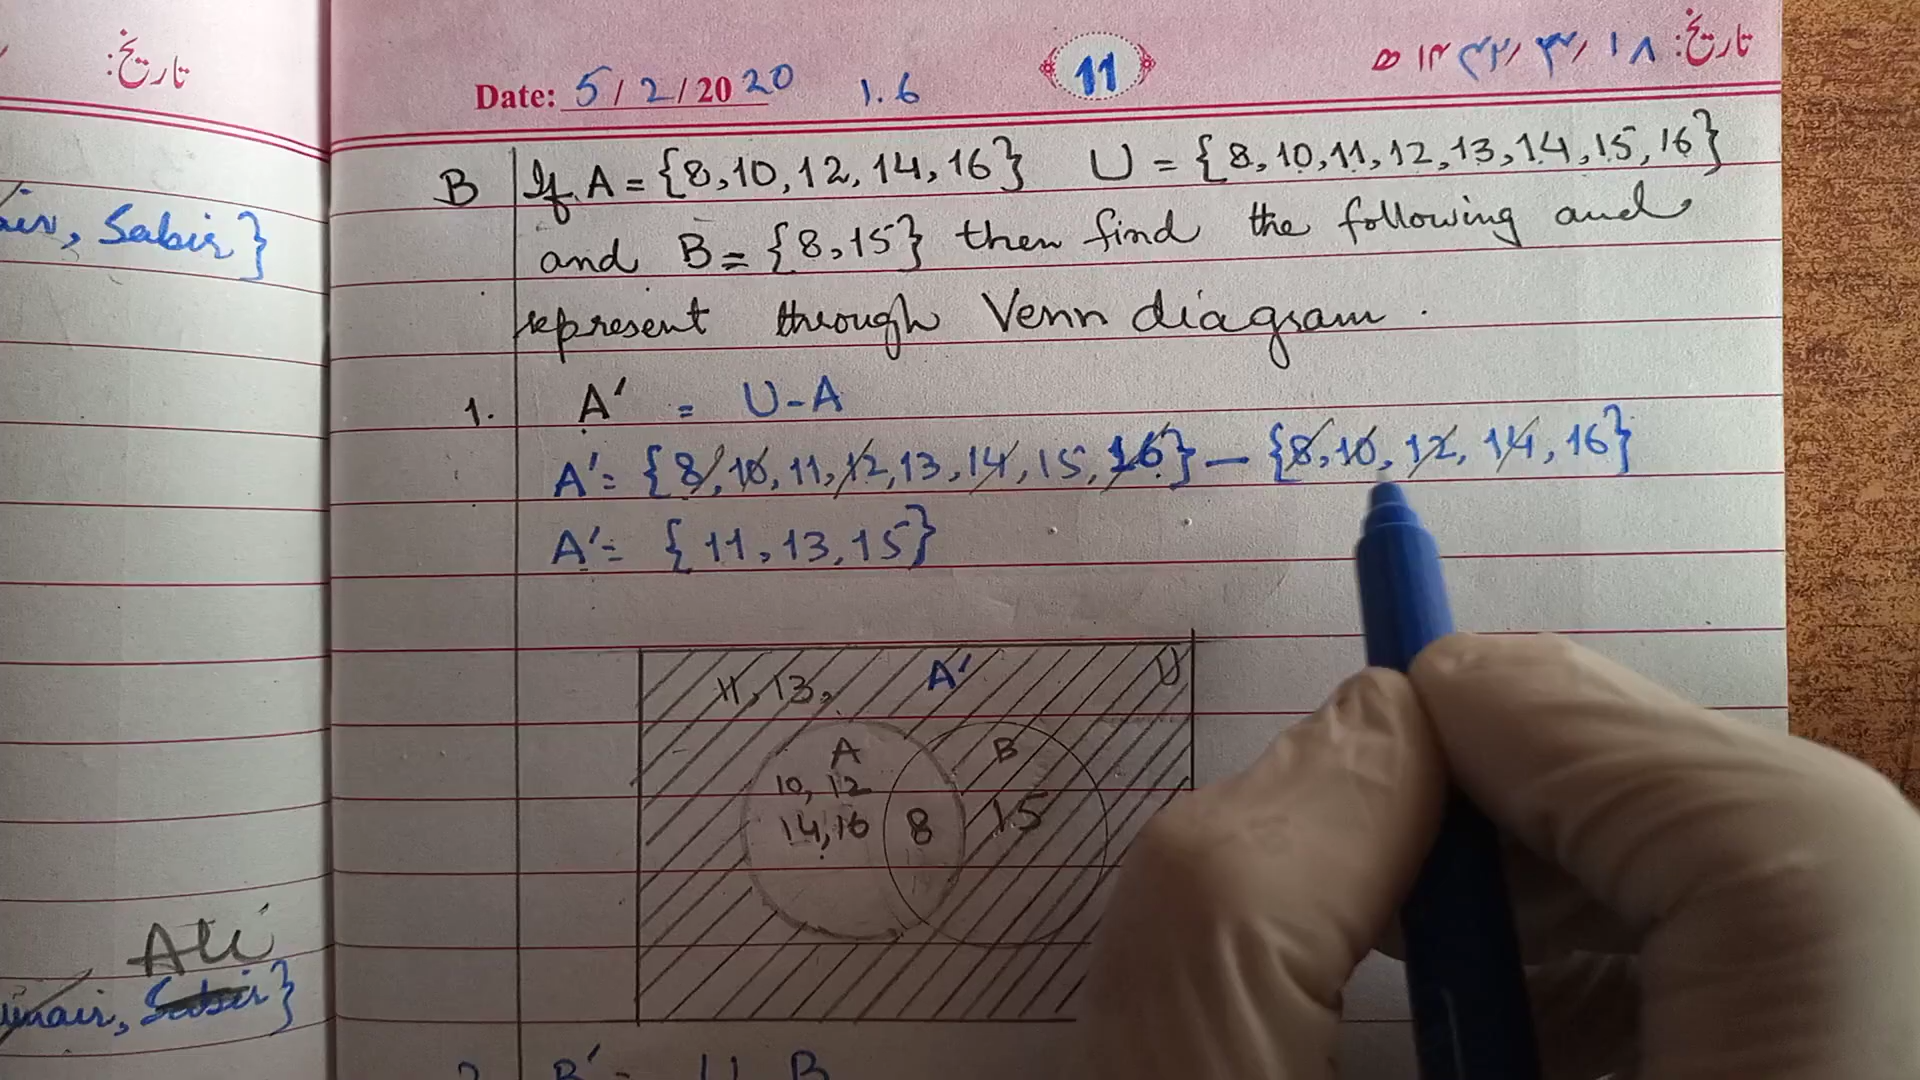 تاریخ:
Date: 5/2/2020 1.6
11
تاریخ: ۱۸/۳/۱۴۴۲ ھ
Sabir}
Ali
B If A = {8,10,12,14,16} U = {8,10,11,12,13,14,15,16}
and B = {8,15} then find the following and
represent through Venn diagram.
1. A' = U-A
A'= {8,10,11,12,13,14,15,16} – {8,10,12,14,16}
A'= {11,13,15}
11, 13, A' U
A B
10, 12
14,16 8 15
2. B' = U B